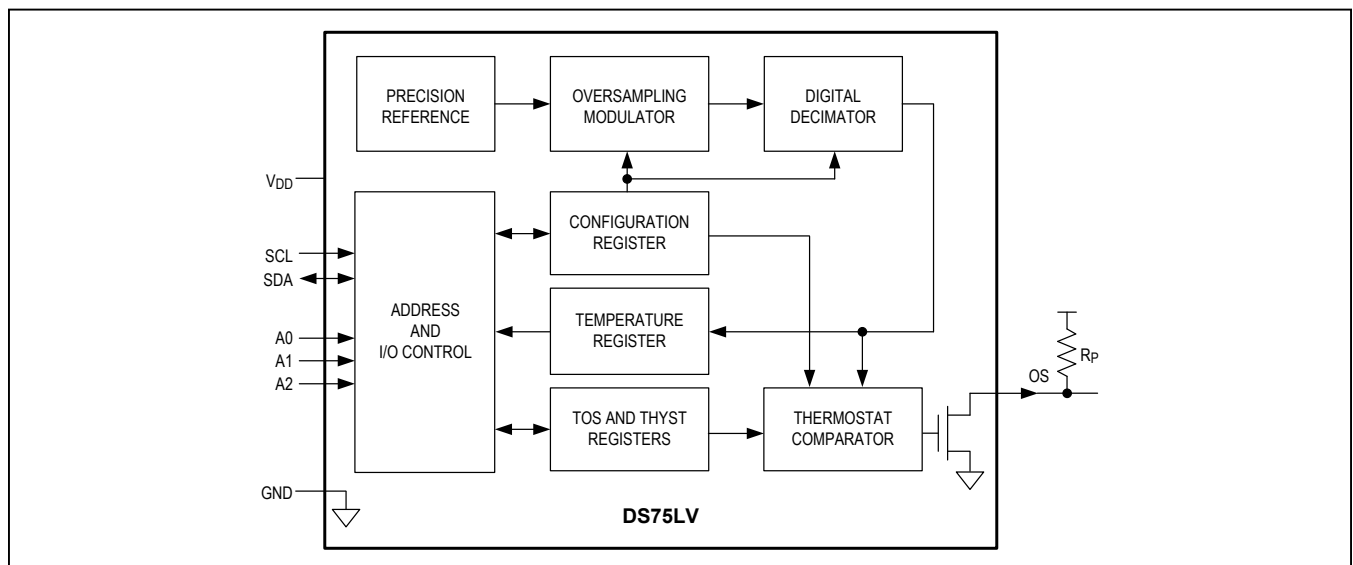 PRECISION
REFERENCE
OVERSAMPLING
MODULATOR
DIGITAL
DECIMATOR
VDD
SCL
SDA
A0
A1
A2
GND
ADDRESS
AND
I/O CONTROL
CONFIGURATION
REGISTER
TEMPERATURE
REGISTER
TOS AND THYST
REGISTERS
THERMOSTAT
COMPARATOR
OS
RP
DS75LV